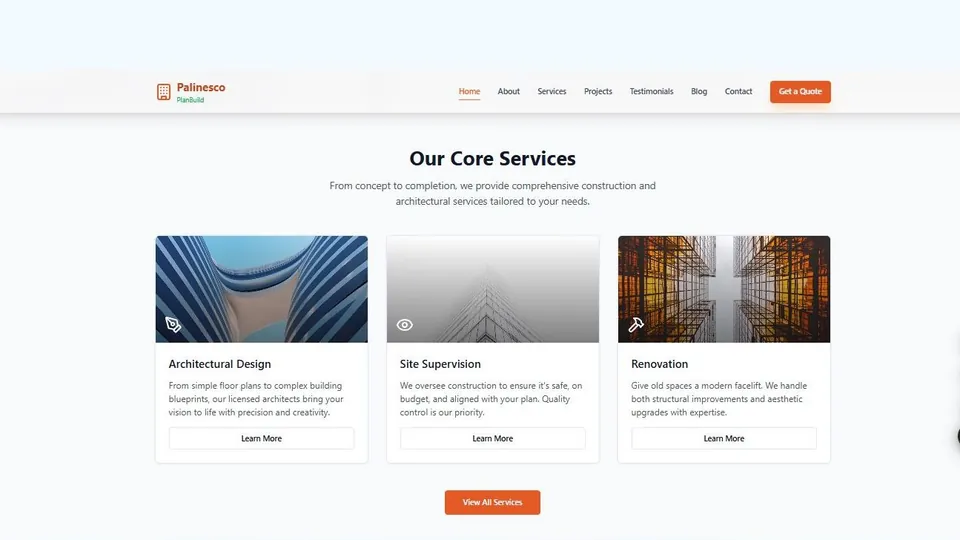 Palinesco
PlanBuild
Home About Services Projects Testimonials Blog Contact Get a Quote
Our Core Services
From concept to completion, we provide comprehensive construction and
architectural services tailored to your needs.
Architectural Design
From simple floor plans to complex building
blueprints, our licensed architects bring your
vision to life with precision and creativity.
Learn More
Site Supervision
We oversee construction to ensure it's safe, on
budget, and aligned with your plan. Quality
control is our priority.
Learn More
Renovation
Give old spaces a modern facelift. We handle
both structural improvements and aesthetic
upgrades with expertise.
Learn More
View All Services